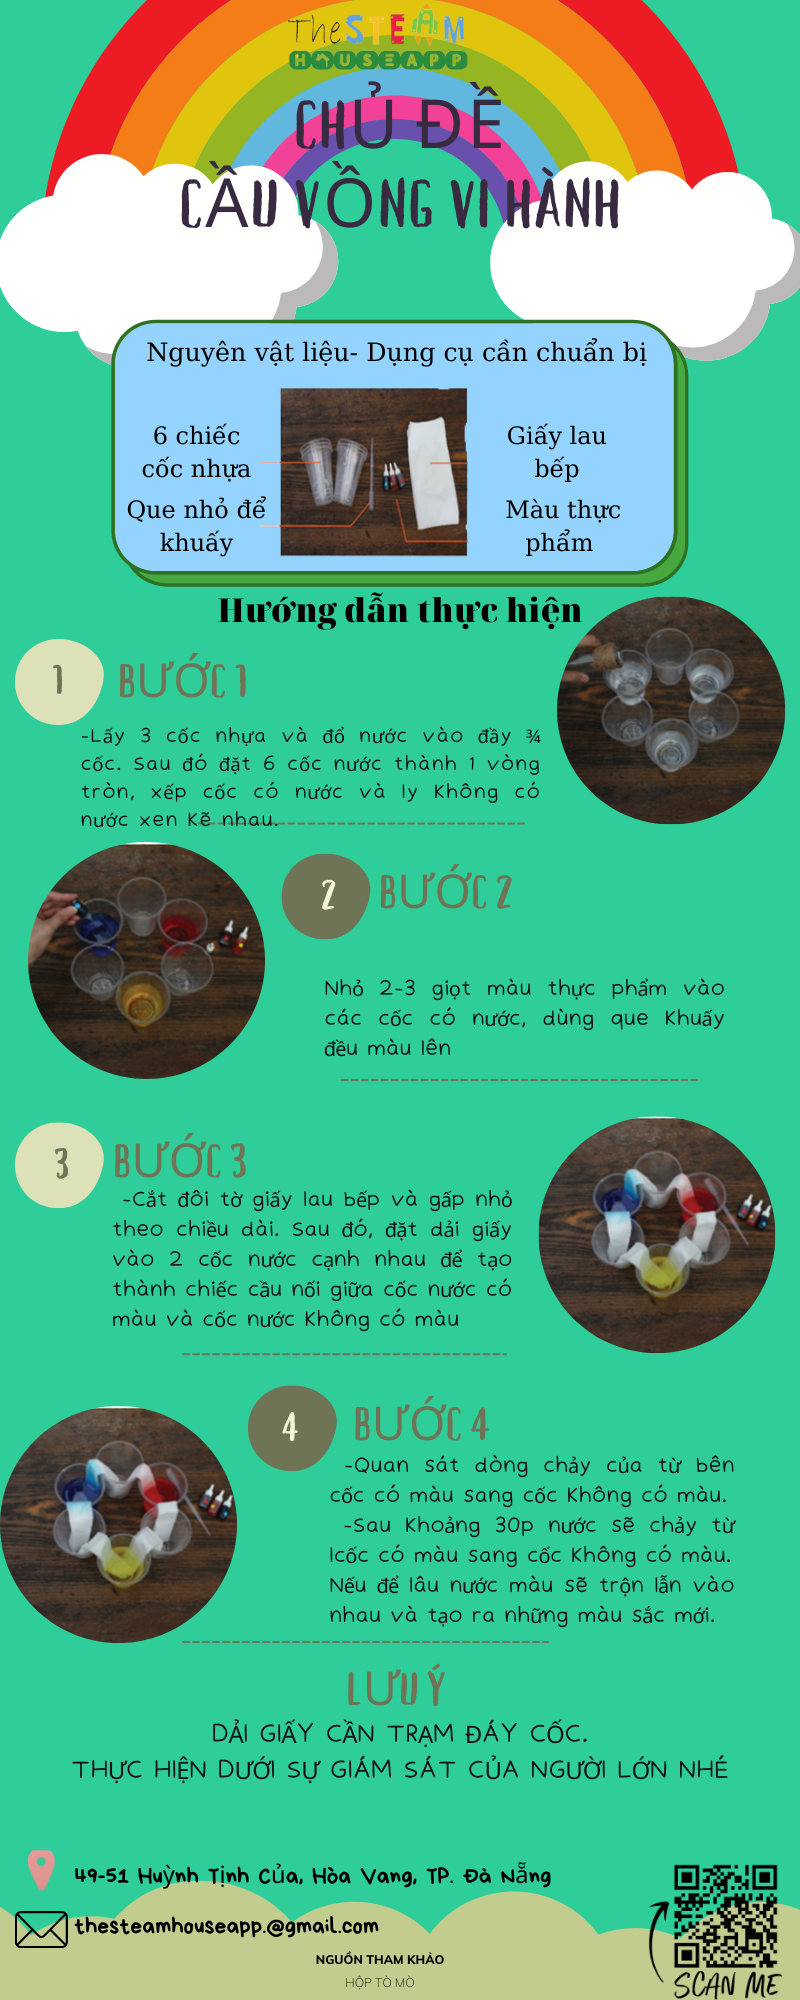 TheSTEAM
HOUSEAPP
CHỦ ĐỀ
CẦU VỒNG VI HÀNH
Nguyên vật liệu- Dụng cụ cần chuẩn bị
6 chiếc
cốc nhựa
Que nhỏ để
khuấy
Giấy lau
bếp
Màu thực
phẩm
Hướng dẫn thực hiện
1 BƯỚC 1
-Lấy 3 cốc nhựa và đổ nước vào đầy ¾
cốc. Sau đó đặt 6 cốc nước thành 1 vòng
tròn, xếp cốc có nước và ly không có
nước xen kẽ nhau.
2 BƯỚC 2
Nhỏ 2-3 giọt màu thực phẩm vào
các cốc có nước, dùng que khuấy
đều màu lên
3 BƯỚC 3
-Cắt đôi tờ giấy lau bếp và gấp nhỏ
theo chiều dài. Sau đó, đặt dải giấy
vào 2 cốc nước cạnh nhau để tạo
thành chiếc cầu nối giữa cốc nước có
màu và cốc nước không có màu
4 BƯỚC 4
-Quan sát dòng chảy của từ bên
cốc có màu sang cốc không có màu.
-Sau khoảng 30p nước sẽ chảy từ
1cốc có màu sang cốc không có màu.
Nếu để lâu nước màu sẽ trộn lẫn vào
nhau và tạo ra những màu sắc mới.
LƯU Ý
DẢI GIẤY CẦN TRẠM ĐÁY CỐC.
THỰC HIỆN DƯỚI SỰ GIÁM SÁT CỦA NGƯỜI LỚN NHÉ
49-51 Huỳnh Tịnh Của, Hòa Vang, TP. Đà Nẵng
thesteamhouseapp.@gmail.com
NGUỒN THAM KHẢO
HỘP TÒ MÒ
SCAN ME